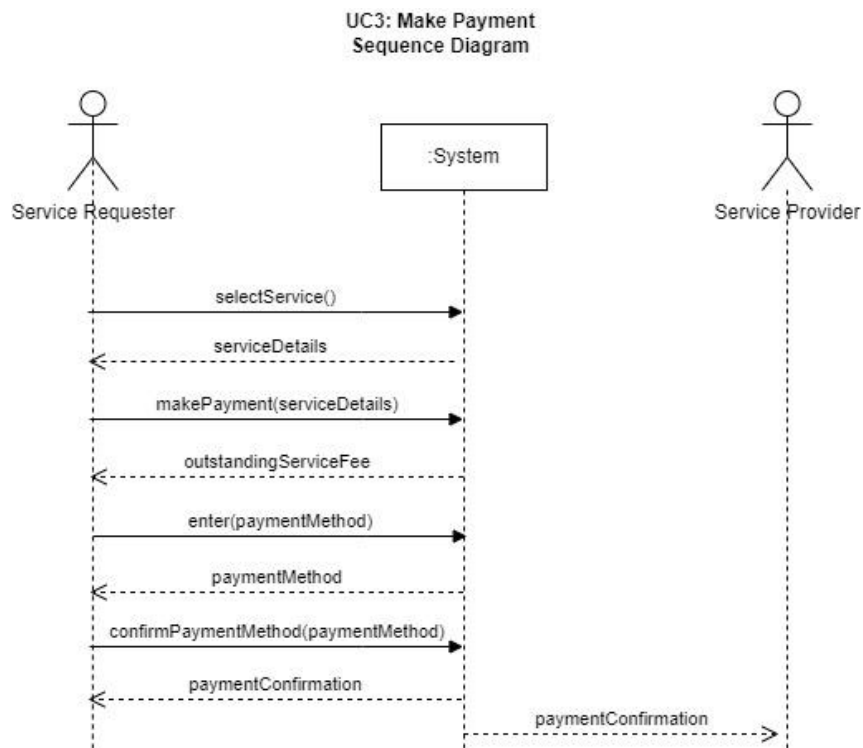 UC3: Make Payment
Sequence Diagram
:System
Service Requester
Service Provider
selectService()
serviceDetails
makePayment(serviceDetails)
outstandingServiceFee
enter(paymentMethod)
paymentMethod
confirmPaymentMethod(paymentMethod)
paymentConfirmation
paymentConfirmation